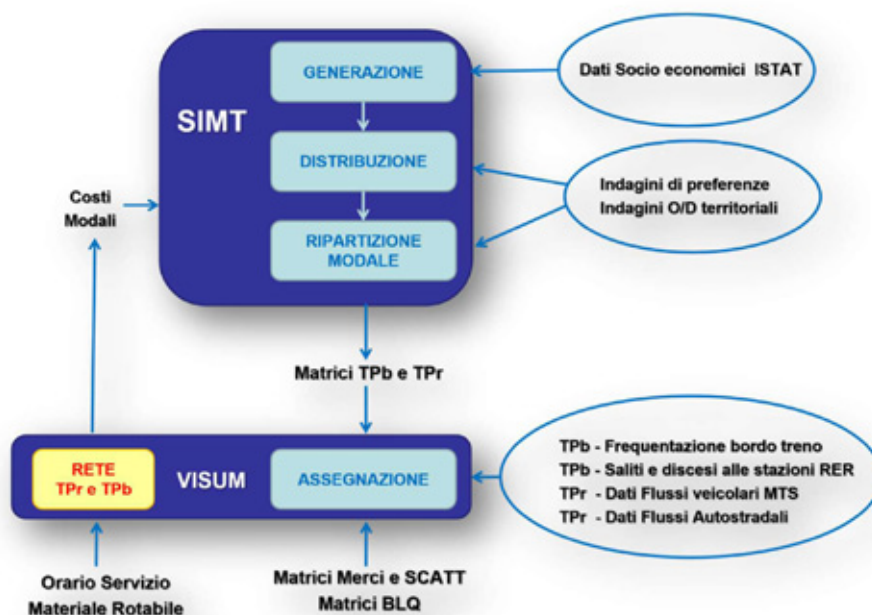 GENERAZIONE
Dati Socio economici ISTAT
SIMT
DISTRIBUZIONE
Costi
Modali
Indagini di preferenze
Indagini O/D territoriali
RIPARTIZIONE
MODALE
Matrici TPb e TPr
RETE
TPr e TPb
VISUM
ASSEGNAZIONE
TPb - Frequentazione bordo treno
TPb - Saliti e discesi alle stazioni RER
TPr - Dati Flussi veicolari MTS
TPr - Dati Flussi Autostradali
Orario Servizio
Materiale Rotabile
Matrici Merci e SCATT
Matrici BLQ